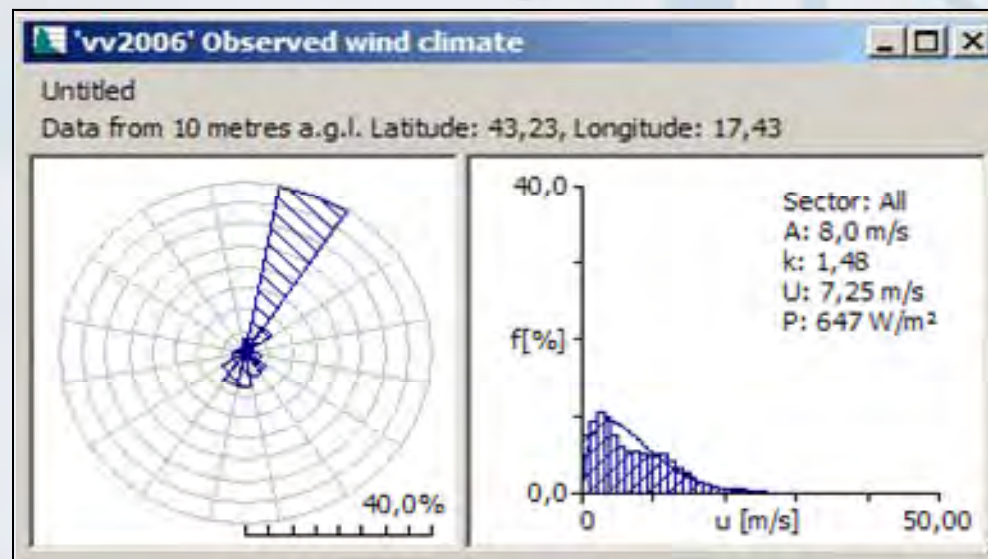 'vv2006' Observed wind climate
Untitled
Data from 10 metres a.g.l. Latitude: 43,23, Longitude: 17,43
40,0%
40,0
Sector: All
A: 8,0 m/s
k: 1,48
U: 7,25 m/s
P: 647 W/m²
f[%]
0,0
0 u [m/s] 50,00